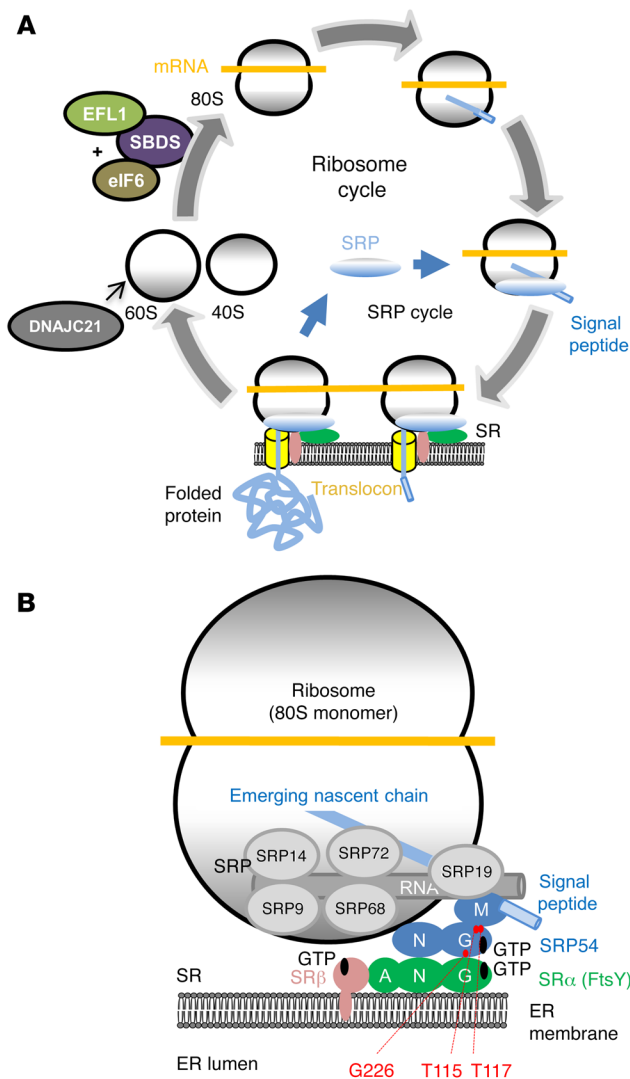 A
mRNA
80S
EFL1
SBDS
+
eIF6
Ribosome
cycle
SRP
SRP cycle
60S
40S
DNAJC21
Signal
peptide
SR
Translocon
Folded
protein
B
Ribosome
(80S monomer)
Emerging nascent chain
SRP
SRP14
SRP72
SRP19
RNA
Signal
peptide
SRP9
SRP68
M
N
G
GTP
SRP54
GTP
SRβ
A
N
G
GTP
SRα (FtsY)
SR
ER
membrane
ER lumen
G226
T115
T117